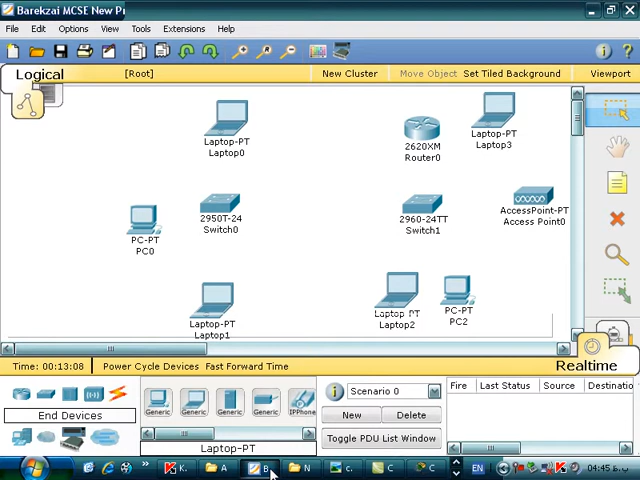 Barekzai MCSE New Pr
File Edit Options View Tools Extensions Help
Logical [Root] New Cluster Move Object Set Tiled Background Viewport
Laptop-PT
Laptop0
2620XM
Router0
Laptop-PT
Laptop3
2950T-24
Switch0
PC-PT
PC0
2960-24TT
Switch1
AccessPoint-PT
Access Point0
Laptop-PT
Laptop1
Laptop-PT
Laptop2
PC-PT
PC2
Time: 00:13:08 Power Cycle Devices Fast Forward Time Realtime
End Devices
Generic Generic Generic Generic IPPhone
Laptop-PT
Scenario 0
New Delete
Toggle PDU List Window
Fire Last Status Source Destinatio
K. A B N c. C C EN 04:45